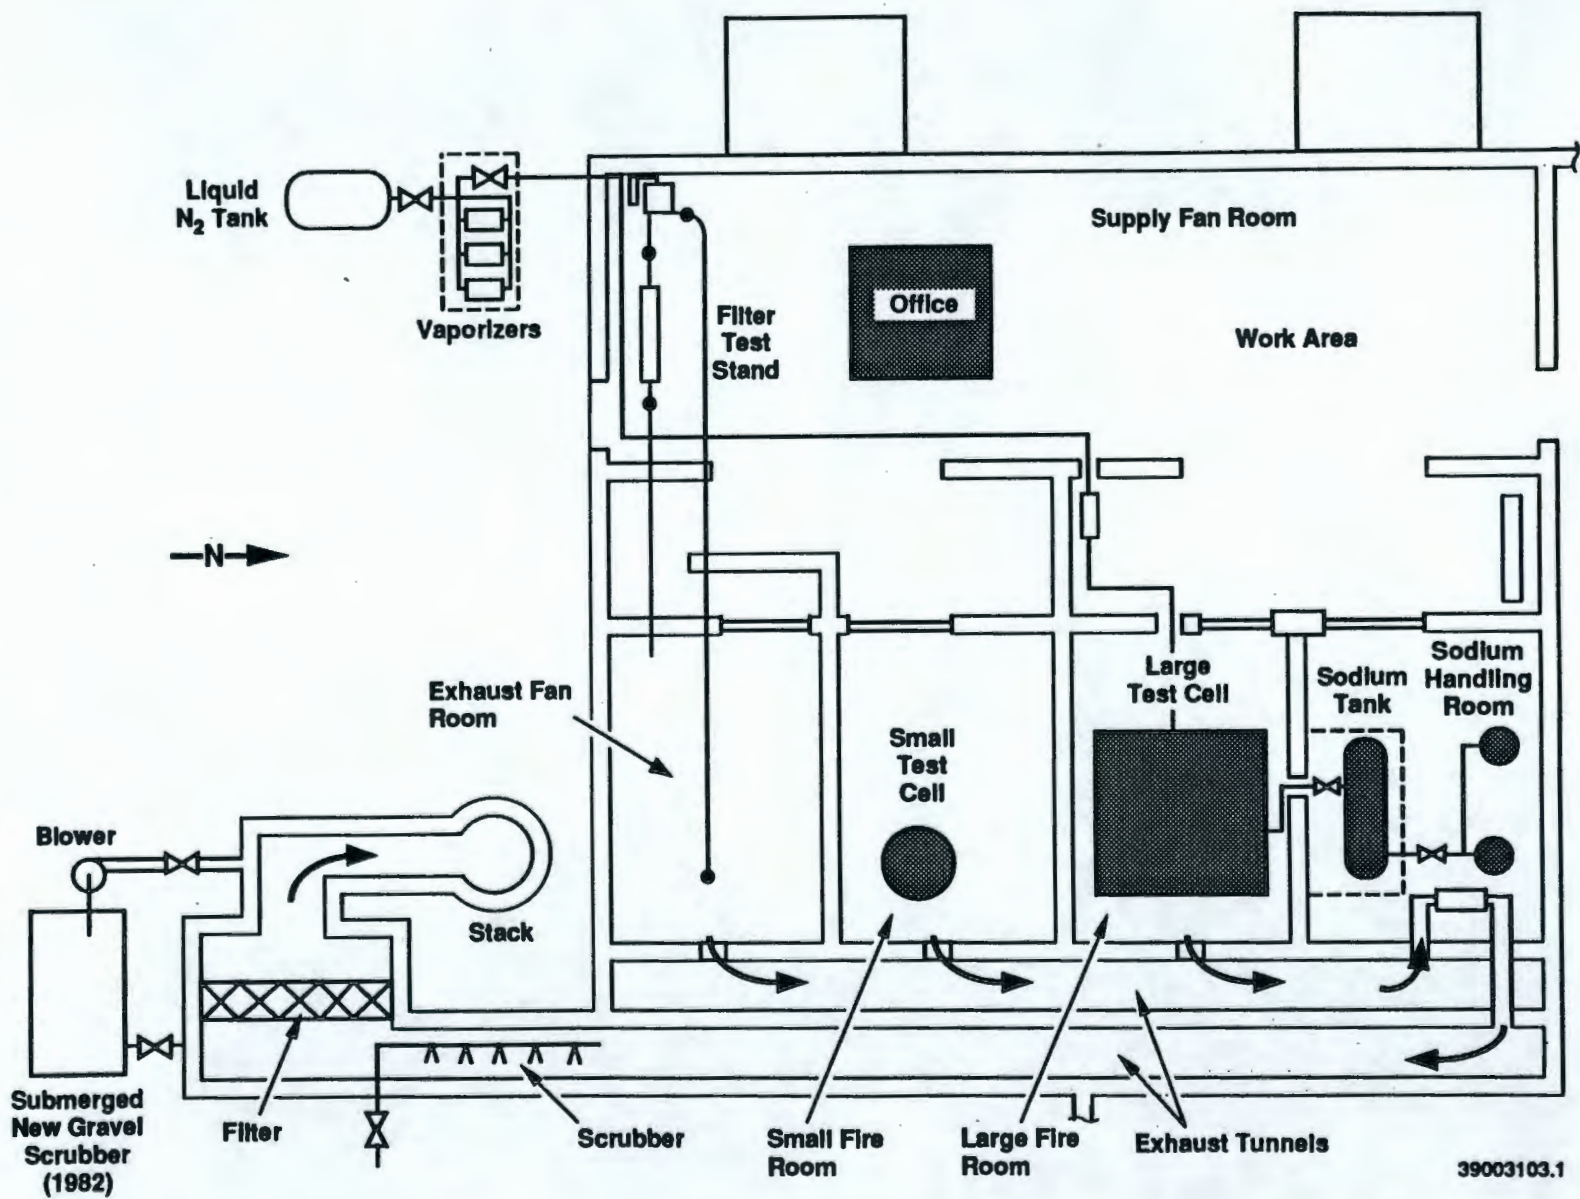 Liquid
N₂ Tank
Vaporizers
Filter
Test
Stand
Office
Supply Fan Room
Work Area
N
Exhaust Fan
Room
Small
Test
Cell
Large
Test Cell
Sodium
Tank
Sodium
Handling
Room
Blower
Stack
Submerged
New Gravel
Scrubber
(1982)
Filter
Scrubber
Small Fire
Room
Large Fire
Room
Exhaust Tunnels
39003103.1